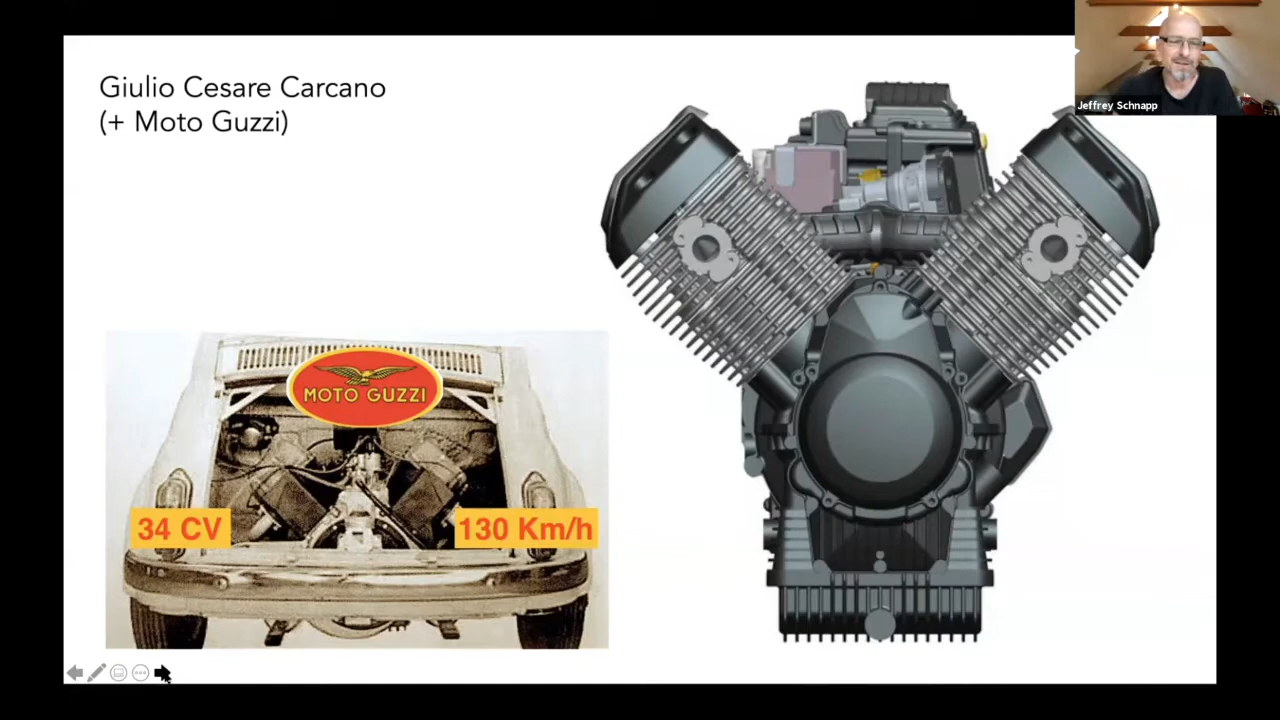 Giulio Cesare Carcano
(+ Moto Guzzi)
Jeffrey Schnapp
MOTO GUZZI
34 CV
130 Km/h